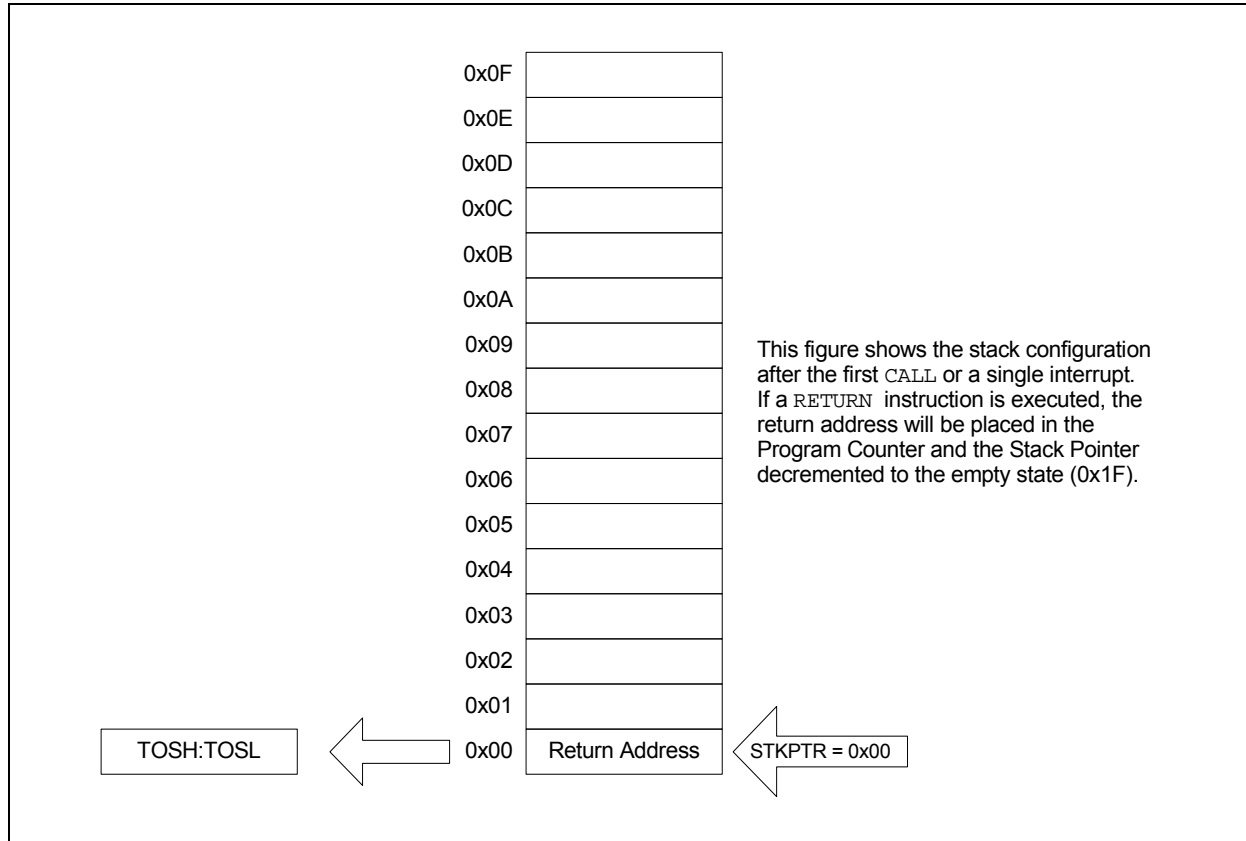 0x0F
0x0E
0x0D
0x0C
0x0B
0x0A
0x09
This figure shows the stack configuration
after the first CALL or a single interrupt.
0x08
If a RETURN instruction is executed, the
return address will be placed in the
0x07
Program Counter and the Stack Pointer
decremented to the empty state (0x1F).
0x06
0x05
0x04
0x03
0x02
0x01
TOSH:TOSL
0x00
Return Address
STKPTR = 0x00